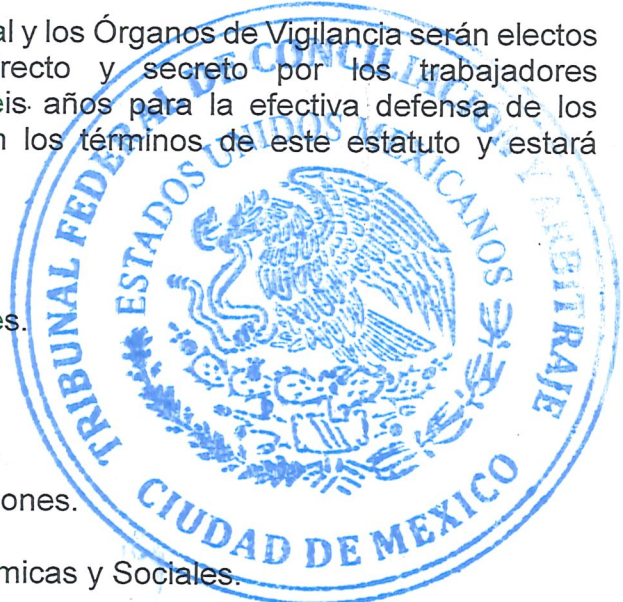 al y los Órganos de Vigilancia serán electos
recto y secreto por los trabajadores
eis años para la efectiva defensa de los
n los términos de este estatuto y estará
es.
ones.
micas y Sociales.
TRIBUNAL FEDERAL DE CONCILIACION Y ARBITRAJE
ESTADOS UNIDOS MEXICANOS
CIUDAD DE MEXICO